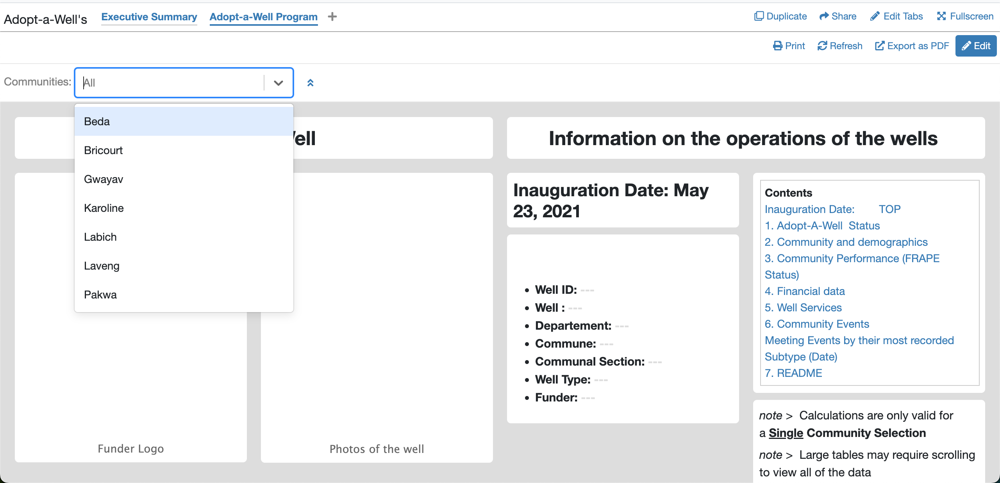 Adopt-a-Well's Executive Summary Adopt-a-Well Program + Duplicate Share Edit Tabs Fullscreen
Print Refresh Export as PDF Edit
Communities: All
Beda
Bricourt
Gwayav
Karoline
Labich
Laveng
Pakwa
ell
Funder Logo
Photos of the well
Information on the operations of the wells
Inauguration Date: May
23, 2021
• Well ID: ---
• Well : ---
• Departement: ---
• Commune: ---
• Communal Section: ---
• Well Type: ---
• Funder: ---
Contents
Inauguration Date: TOP
1. Adopt-A-Well Status
2. Community and demographics
3. Community Performance (FRAPE
Status)
4. Financial data
5. Well Services
6. Community Events
Meeting Events by their most recorded
Subtype (Date)
7. README
note > Calculations are only valid for
a Single Community Selection
note > Large tables may require scrolling
to view all of the data